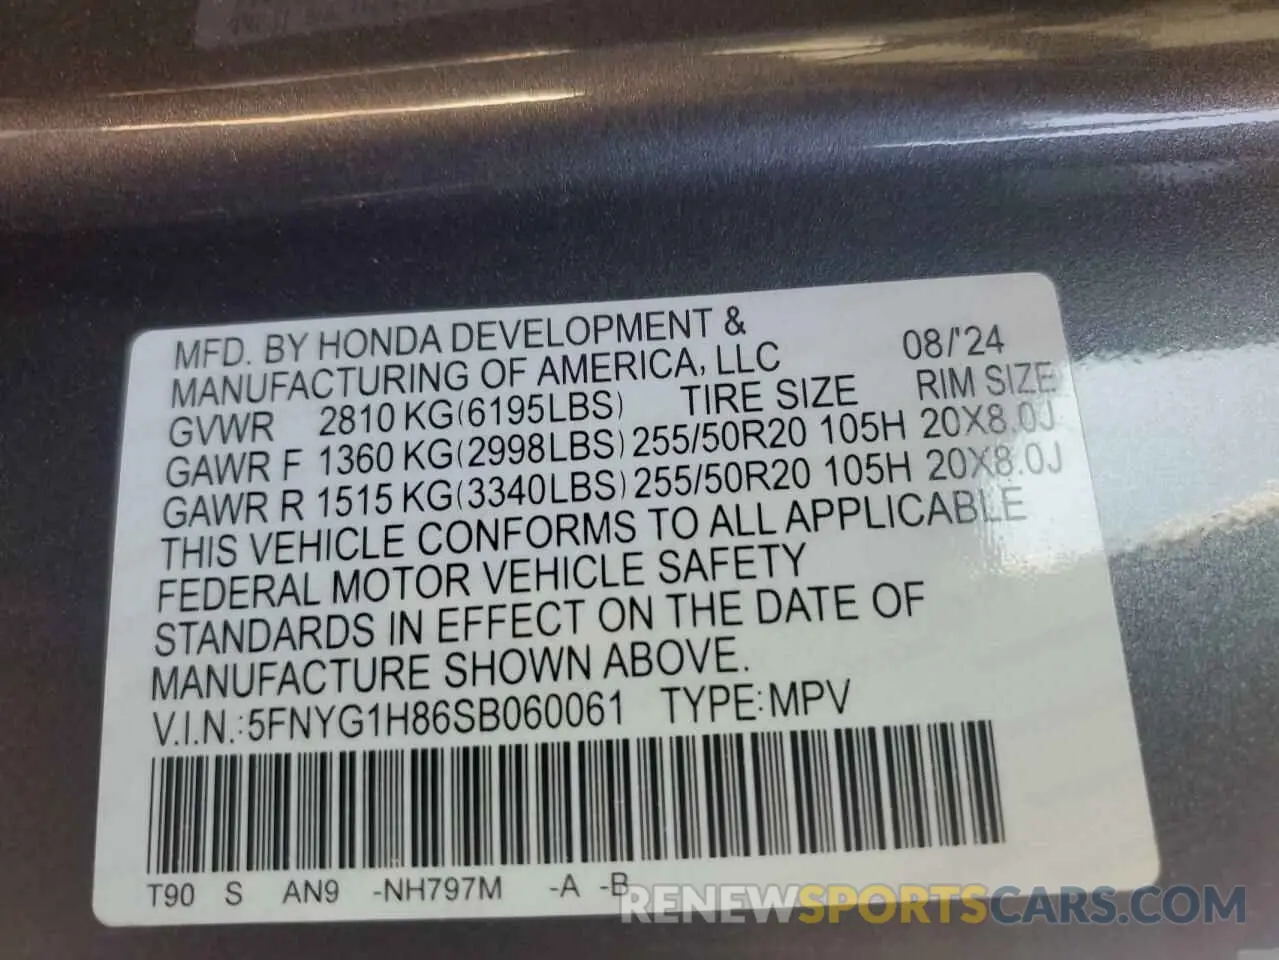 MFD. BY HONDA DEVELOPMENT &
MANUFACTURING OF AMERICA, LLC 08/'24
GVWR 2810 KG(6195LBS) TIRE SIZE RIM SIZE
GAWR F 1360 KG(2998LBS) 255/50R20 105H 20X8.0J
GAWR R 1515 KG(3340LBS) 255/50R20 105H 20X8.0J
THIS VEHICLE CONFORMS TO ALL APPLICABLE
FEDERAL MOTOR VEHICLE SAFETY
STANDARDS IN EFFECT ON THE DATE OF
MANUFACTURE SHOWN ABOVE.
V.I.N.:5FNYG1H86SB060061 TYPE:MPV
T90 S AN9 -NH797M -A -B
RENEWSPORTSCARS.COM